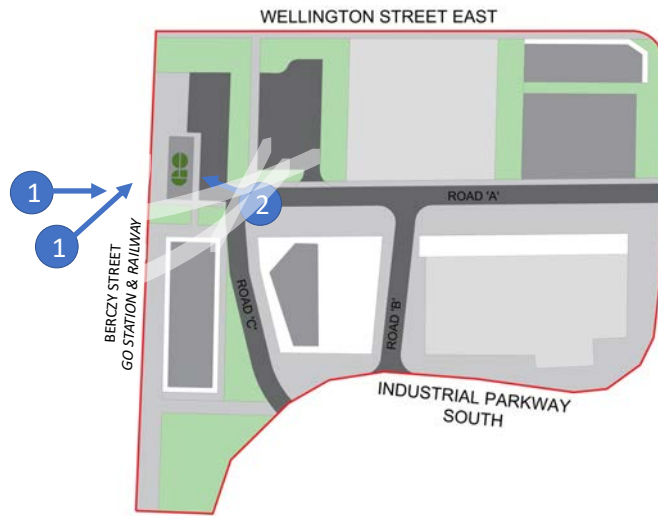 WELLINGTON STREET EAST
1
2
1
ROAD 'A'
BERCZY STREET
GO STATION & RAILWAY
ROAD 'C'
ROAD 'B'
INDUSTRIAL PARKWAY
SOUTH